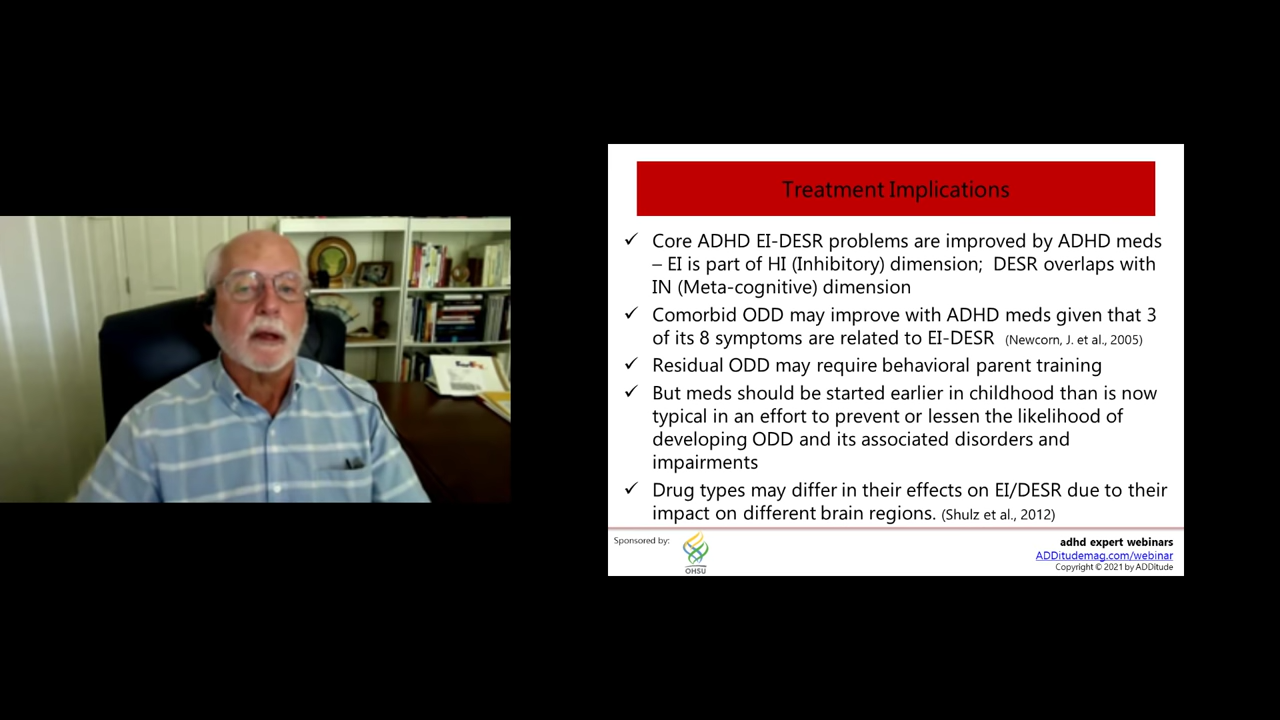 Treatment Implications
✓ Core ADHD EI-DESR problems are improved by ADHD meds
– EI is part of HI (Inhibitory) dimension;  DESR overlaps with
IN (Meta-cognitive) dimension
✓ Comorbid ODD may improve with ADHD meds given that 3
of its 8 symptoms are related to EI-DESR (Newcorn, J. et al., 2005)
✓ Residual ODD may require behavioral parent training
✓ But meds should be started earlier in childhood than is now
typical in an effort to prevent or lessen the likelihood of
developing ODD and its associated disorders and
impairments
✓ Drug types may differ in their effects on EI/DESR due to their
impact on different brain regions. (Shulz et al., 2012)
Sponsored by:
OHSU
adhd expert webinars
ADDitudemag.com/webinar
Copyright © 2021 by ADDitude
FedEx